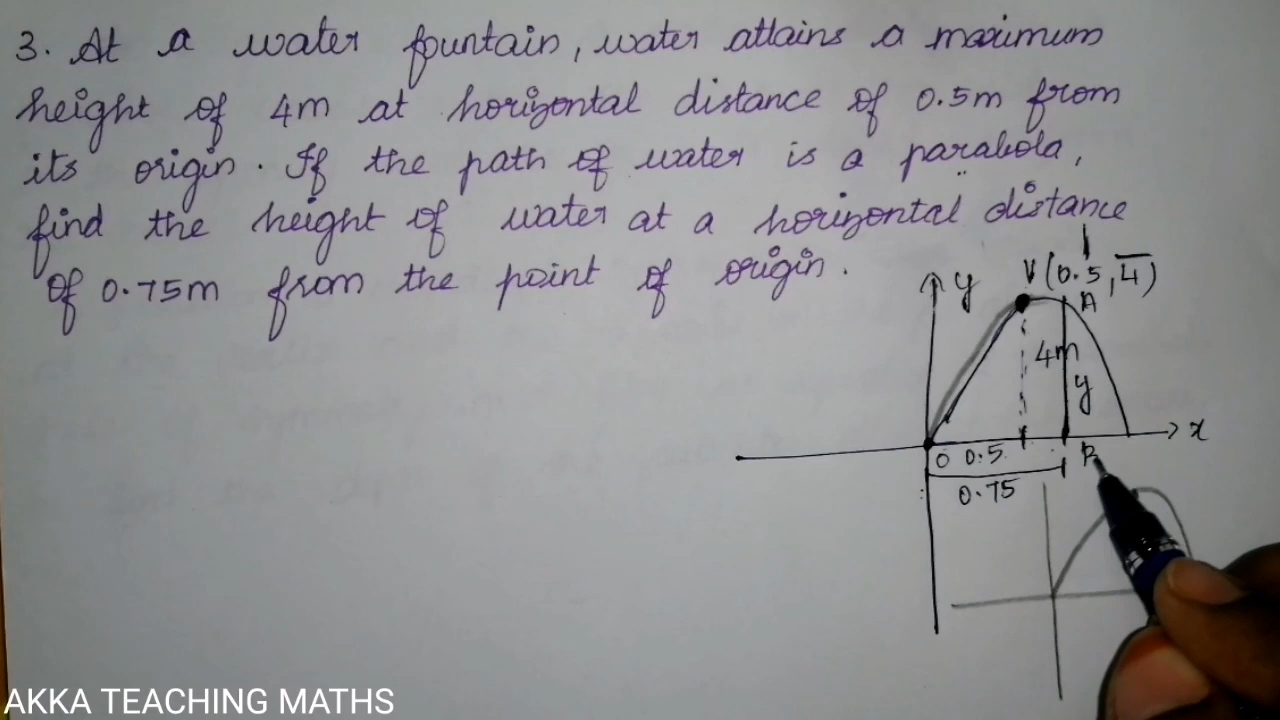 3. At a water fountain, water attains a maximum
height of 4m at horizontal distance of 0.5m from
its origin. If the path of water is a parabola,
find the height of water at a horizontal distance
of 0.75m from the point of origin.
y
V(0.5, 4)
A
4m
y
x
O 0.5
B
0.75
AKKA TEACHING MATHS